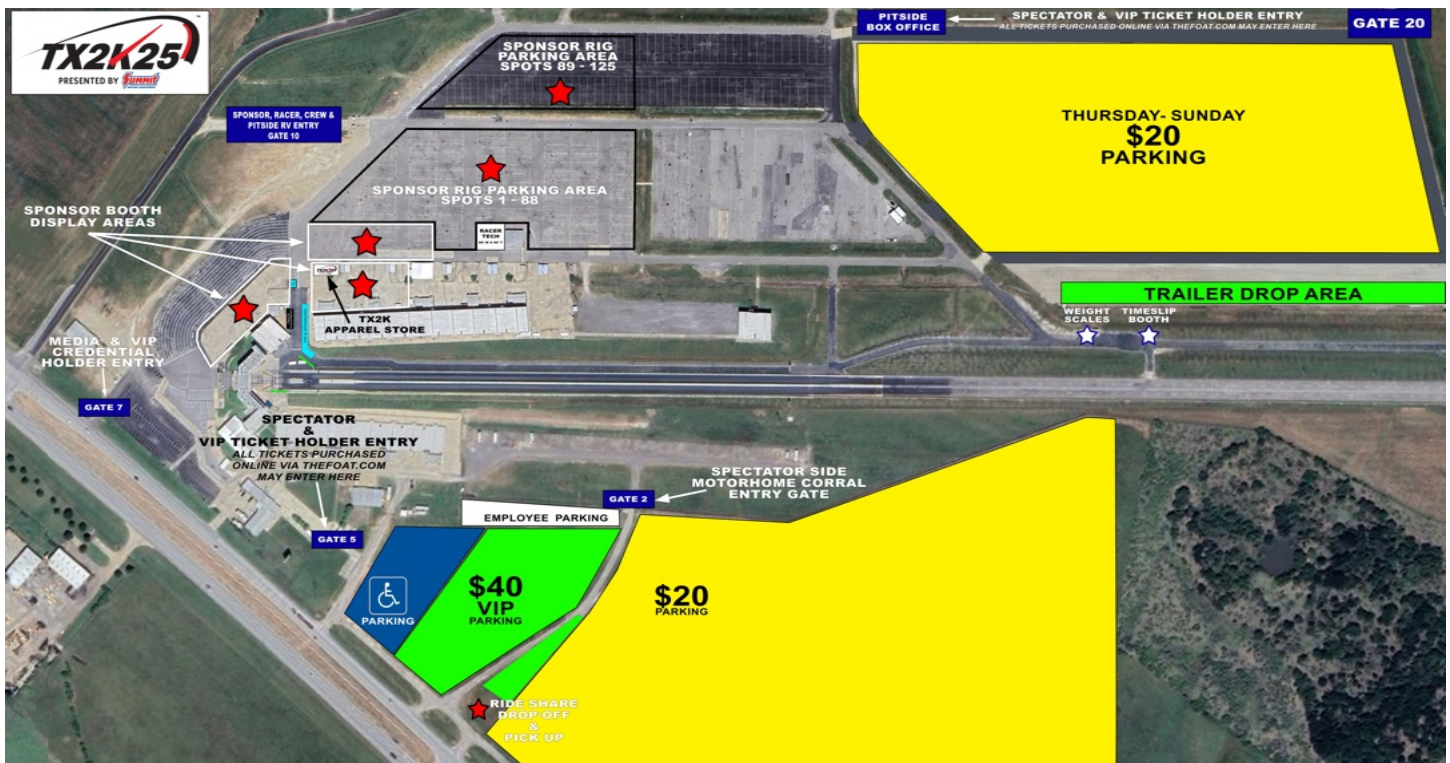 TX2K25
PRESENTED BY SUMMIT
SPONSOR RIG
PARKING AREA
SPOTS 89 - 125
PITSIDE
BOX OFFICE
SPECTATOR & VIP TICKET HOLDER ENTRY
ALL TICKETS PURCHASED ONLINE VIA THEFOAT.COM MAY ENTER HERE
GATE 20
SPONSOR, RACER, CREW &
PITSIDE RV ENTRY
GATE 10
THURSDAY- SUNDAY
$20
PARKING
SPONSOR RIG PARKING AREA
SPOTS 1 - 88
SPONSOR BOOTH
DISPLAY AREAS
RACER
TECH
TX2K25
TX2K
APPAREL STORE
TRAILER DROP AREA
WEIGHT
SCALES
TIMESLIP
BOOTH
MEDIA & VIP
CREDENTIAL
HOLDER ENTRY
GATE 7
SPECTATOR
&
VIP TICKET HOLDER ENTRY
ALL TICKETS PURCHASED
ONLINE VIA THEFOAT.COM
MAY ENTER HERE
GATE 5
SPECTATOR SIDE
MOTORHOME CORRAL
ENTRY GATE
GATE 2
EMPLOYEE PARKING
PARKING
$40
VIP
PARKING
$20
PARKING
RIDE SHARE
DROP-OFF
&
PICK UP